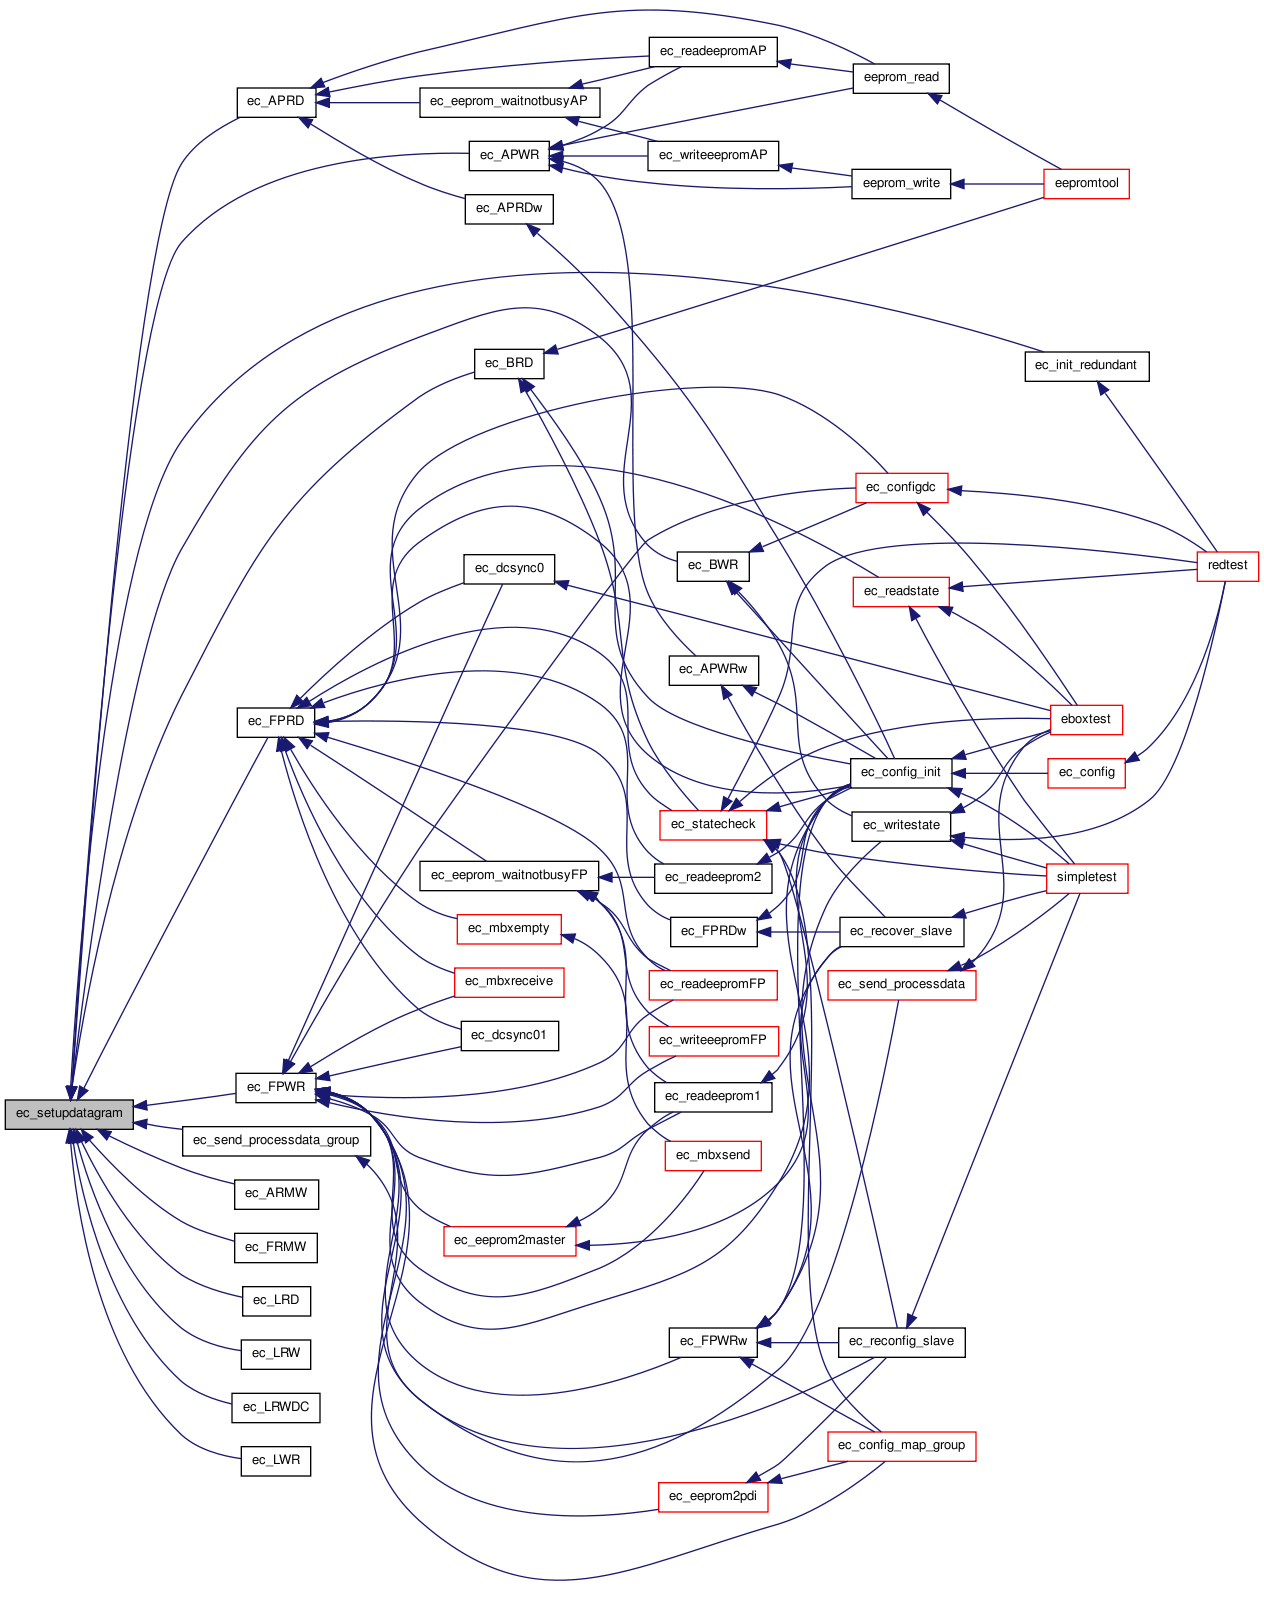 ec_readeepromAP
eeprom_read
ec_APRD
ec_eeprom_waitnotbusyAP
ec_APWR
ec_writeeepromAP
eeprom_write
eepromtool
ec_APRDw
ec_BRD
ec_init_redundant
ec_configdc
ec_dcsync0
ec_BWR
redtest
ec_readstate
ec_APWRw
ec_FPRD
eboxtest
ec_config_init
ec_config
ec_statecheck
ec_writestate
ec_eeprom_waitnotbusyFP
ec_readeeprom2
simpletest
ec_mbxempty
ec_FPRDw
ec_recover_slave
ec_mbxreceive
ec_readeepromFP
ec_send_processdata
ec_dcsync01
ec_writeeepromFP
ec_FPWR
ec_readeeprom1
ec_setupdatagram
ec_send_processdata_group
ec_mbxsend
ec_ARMW
ec_FRMW
ec_eeprom2master
ec_LRD
ec_LRW
ec_FPWRw
ec_reconfig_slave
ec_LRWDC
ec_LWR
ec_config_map_group
ec_eeprom2pdi